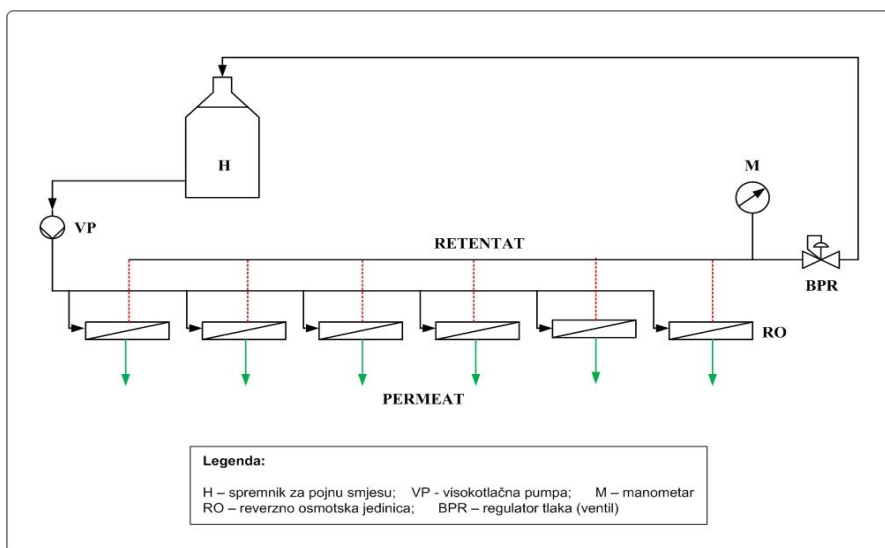 H
M
VP
RETENTAT
BPR
RO
PERMEAT
Legenda:
H – spremnik za pojnu smjesu; VP - visokotlačna pumpa; M – manometar
RO – reverzno osmotska jedinica; BPR – regulator tlaka (ventil)